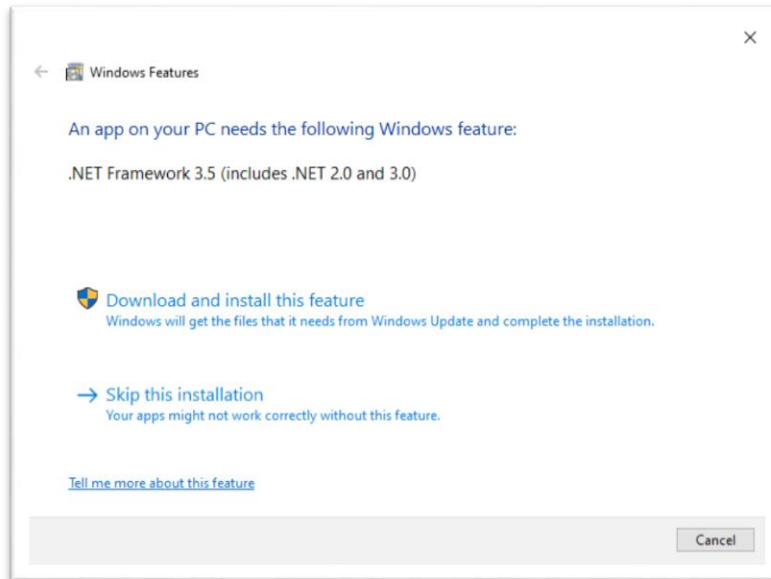 Windows Features
An app on your PC needs the following Windows feature:
.NET Framework 3.5 (includes .NET 2.0 and 3.0)
Download and install this feature
Windows will get the files that it needs from Windows Update and complete the installation.
Skip this installation
Your apps might not work correctly without this feature.
Tell me more about this feature
Cancel